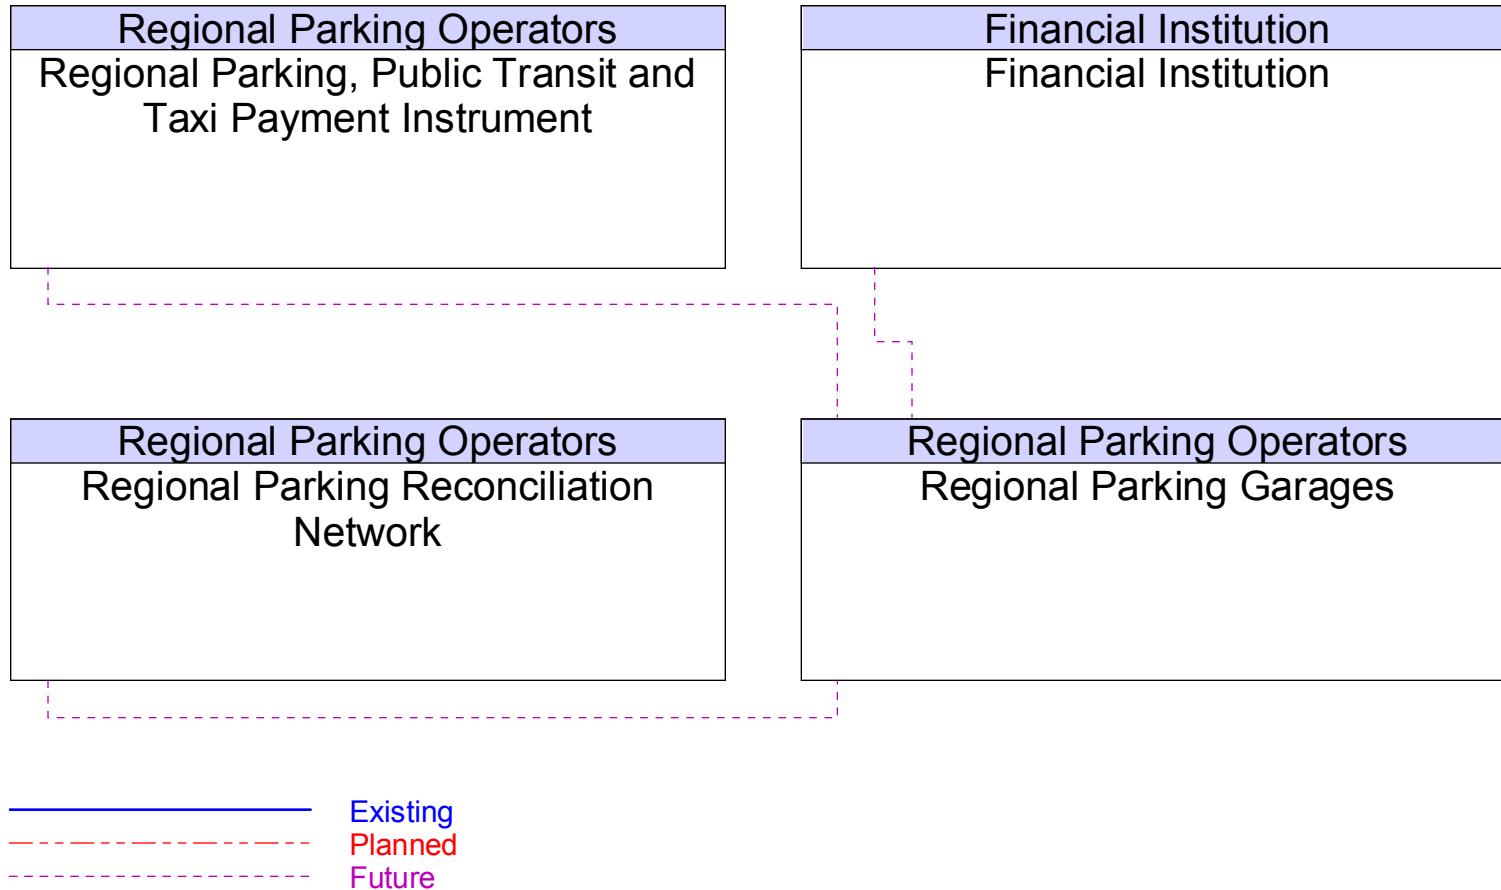 Regional Parking Operators
Regional Parking, Public Transit and
Taxi Payment Instrument
Financial Institution
Financial Institution
Regional Parking Operators
Regional Parking Reconciliation
Network
Regional Parking Operators
Regional Parking Garages
Existing
Planned
Future